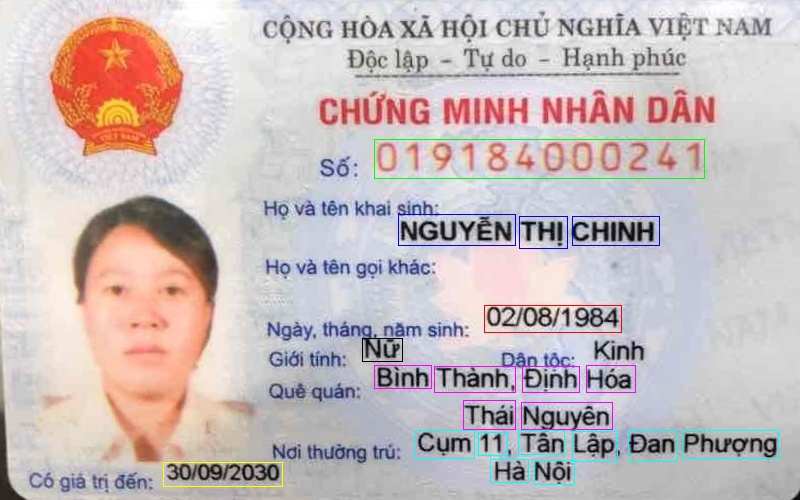 CỘNG HÒA XÃ HỘI CHỦ NGHĨA VIỆT NAM
Độc lập - Tự do - Hạnh phúc
CHỨNG MINH NHÂN DÂN
Số: 019184000241
Họ và tên khai sinh:
NGUYỄN THỊ CHINH
Họ và tên gọi khác:
Ngày, tháng, năm sinh: 02/08/1984
Giới tính: Nữ Dân tộc: Kinh
Quê quán: Bình Thành, Định Hóa
Thái Nguyên
Nơi thường trú: Cụm 11, Tân Lập, Đan Phượng
Hà Nội
Có giá trị đến: 30/09/2030
VIỆT NAM